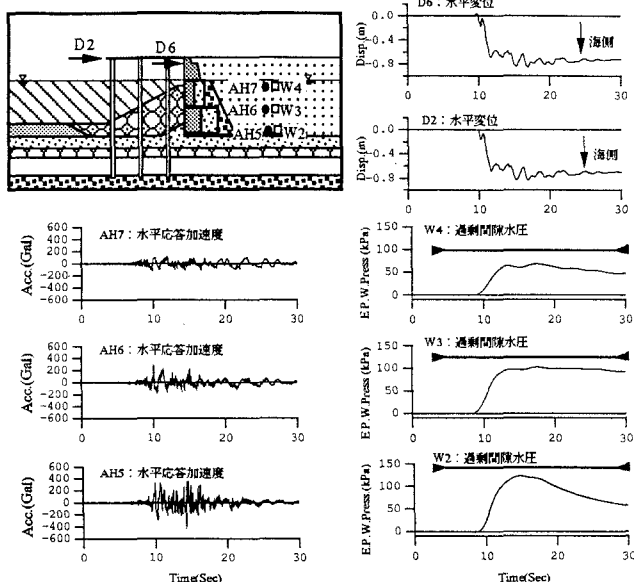 D2
D6
AH7 W4
AH6 W3
AH5 W2
D6：水平変位
Disp.(m)
0.0
-0.4
-0.8
海側
0 10 20 30
D2：水平変位
Disp.(m)
0.0
-0.4
-0.8
海側
0 10 20 30
AH7：水平応答加速度
Acc.(Gal)
600
400
200
0
-200
-400
-600
0 10 20 30
W4：過剰間隙水圧
E.P.W.Press.(kPa)
150
100
50
0
0 10 20 30
AH6：水平応答加速度
Acc.(Gal)
600
400
200
0
-200
-400
-600
0 10 20 30
W3：過剰間隙水圧
E.P.W.Press.(kPa)
150
100
50
0
0 10 20 30
AH5：水平応答加速度
Acc.(Gal)
600
400
200
0
-200
-400
-600
0 10 20 30
Time(Sec)
W2：過剰間隙水圧
E.P.W.Press.(kPa)
150
100
50
0
0 10 20 30
Time(Sec)